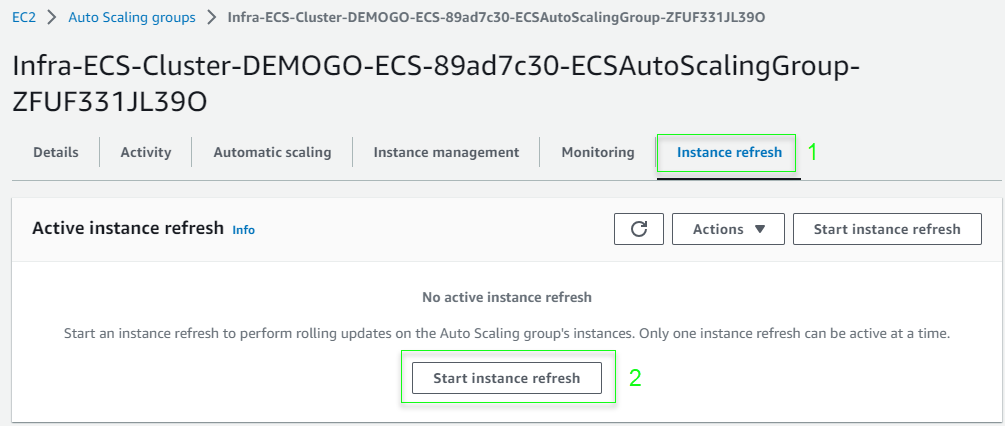 EC2 > Auto Scaling groups > Infra-ECS-Cluster-DEMOGO-ECS-89ad7c30-ECSAutoScalingGroup-ZFUF331JL39O
Infra-ECS-Cluster-DEMOGO-ECS-89ad7c30-ECSAutoScalingGroup-
ZFUF331JL39O
Details Activity Automatic scaling Instance management Monitoring Instance refresh 1
Active instance refresh Info Actions Start instance refresh
No active instance refresh
Start an instance refresh to perform rolling updates on the Auto Scaling group's instances. Only one instance refresh can be active at a time.
Start instance refresh 2